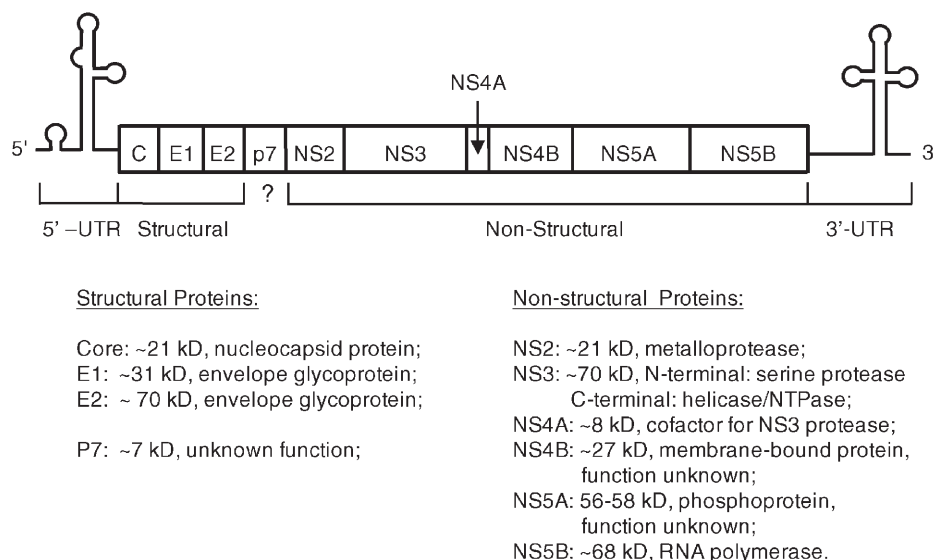 NS4A
5' C E1 E2 p7 NS2 NS3 NS4B NS5A NS5B 3
?
5' –UTR Structural Non-Structural 3'-UTR
Structural Proteins:
Core: ~21 kD, nucleocapsid protein;
E1: ~31 kD, envelope glycoprotein;
E2: ~ 70 kD, envelope glycoprotein;
P7: ~7 kD, unknown function;
Non-structural Proteins:
NS2: ~21 kD, metalloprotease;
NS3: ~70 kD, N-terminal: serine protease
C-terminal: helicase/NTPase;
NS4A: ~8 kD, cofactor for NS3 protease;
NS4B: ~27 kD, membrane-bound protein,
function unknown;
NS5A: 56-58 kD, phosphoprotein,
function unknown;
NS5B: ~68 kD, RNA polymerase.